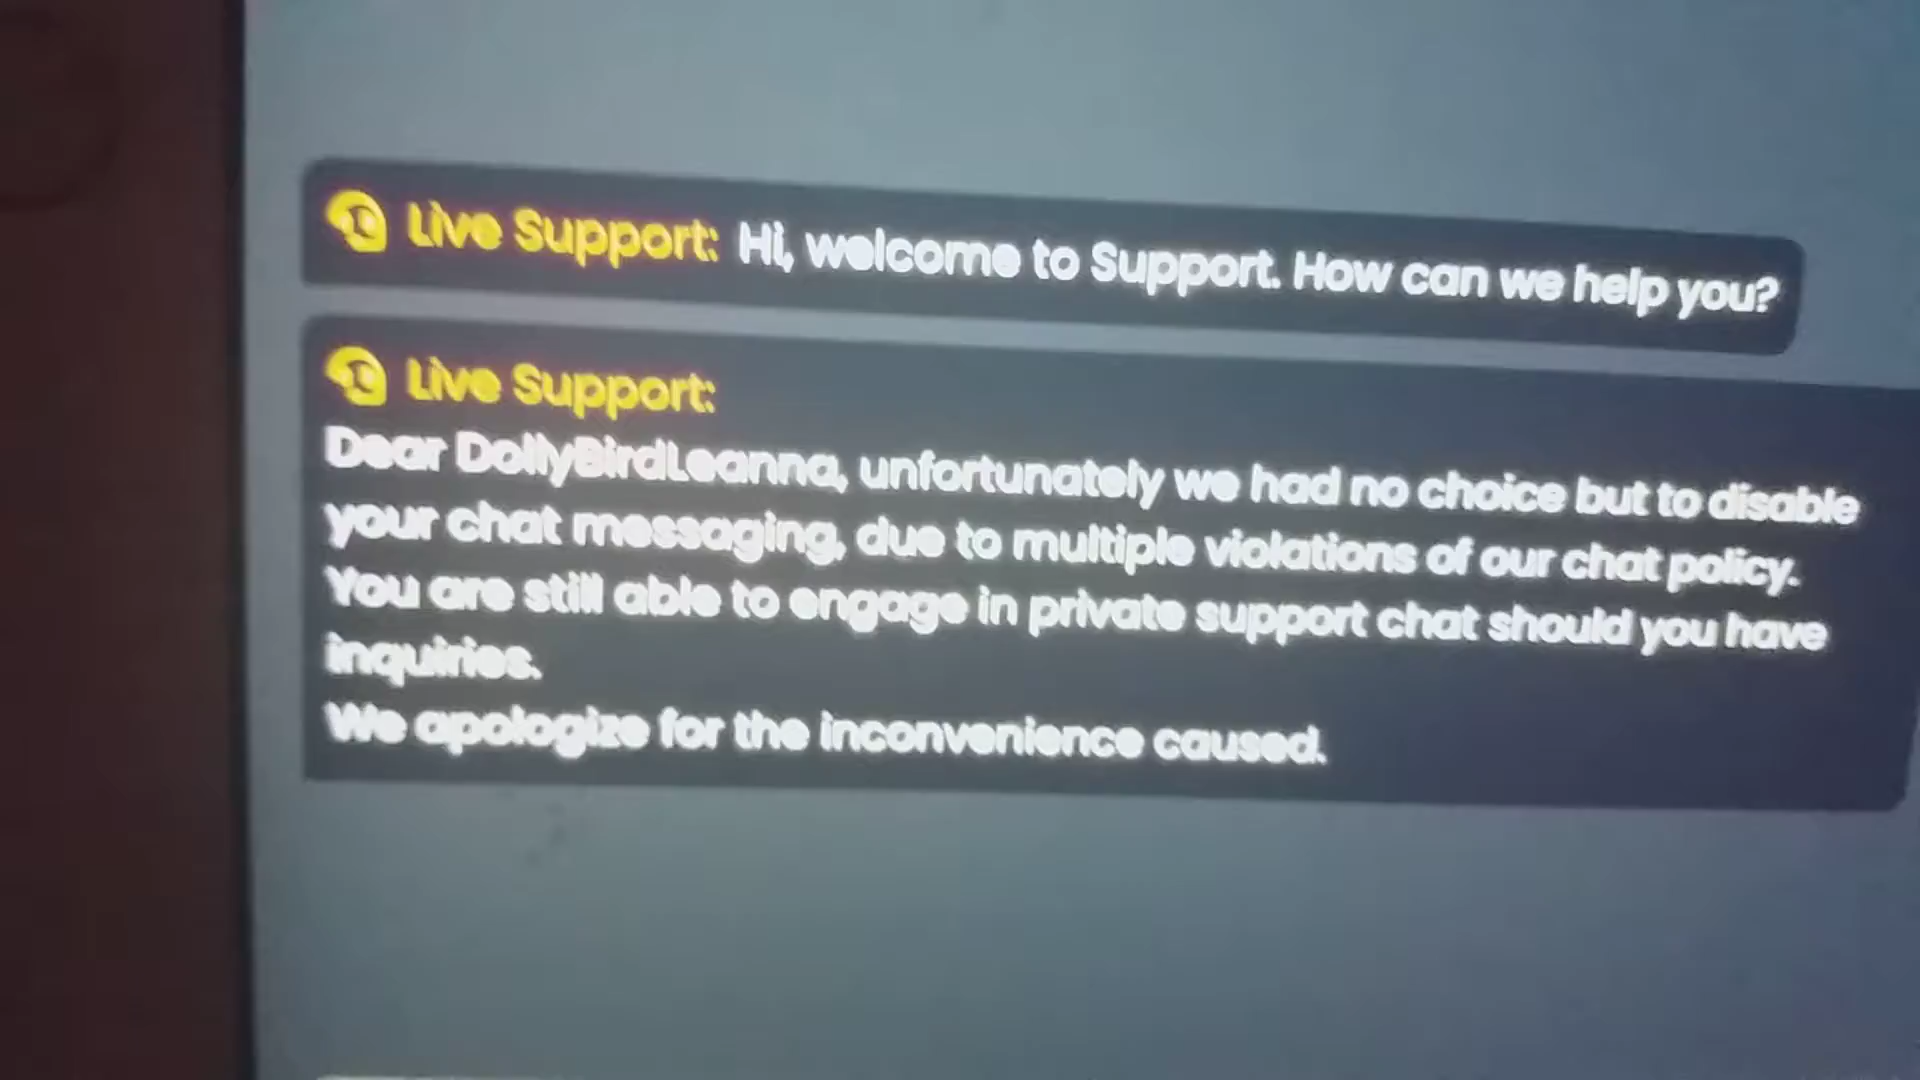 Live Support: Hi, welcome to Support. How can we help you?
Live Support:
Dear DollyBirdLeanna, unfortunately we had no choice but to disable
your chat messaging, due to multiple violations of our chat policy.
You are still able to engage in private support chat should you have
inquiries.
We apologize for the inconvenience caused.